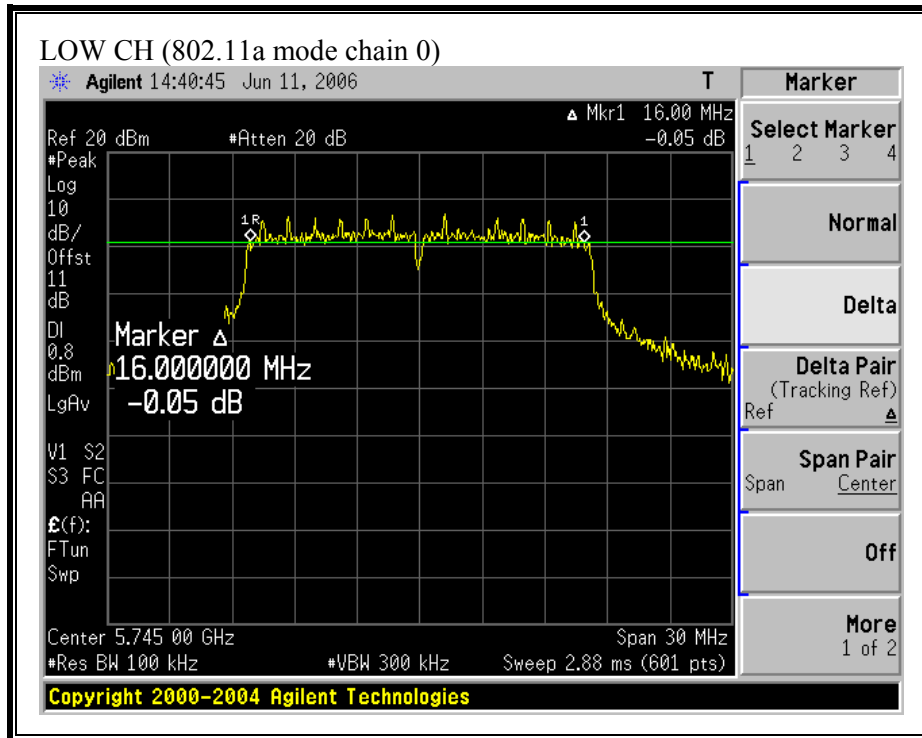 LOW CH (802.11a mode chain 0)
Agilent 14:40:45 Jun 11, 2006 T
Marker
Δ Mkr1 16.00 MHz
Ref 20 dBm #Atten 20 dB -0.05 dB
#Peak
Log
10
dB/
Offst
11
dB
DI
0.8
dBm
LgAv
V1 S2
S3 FC
AA
£(f):
FTun
Swp
1R
1
Marker Δ
16.000000 MHz
-0.05 dB
Center 5.745 00 GHz Span 30 MHz
#Res BW 100 kHz #VBW 300 kHz Sweep 2.88 ms (601 pts)
Select Marker
1 2 3 4
Normal
Delta
Delta Pair
(Tracking Ref)
Ref Δ
Span Pair
Span Center
Off
More
1 of 2
Copyright 2000-2004 Agilent Technologies